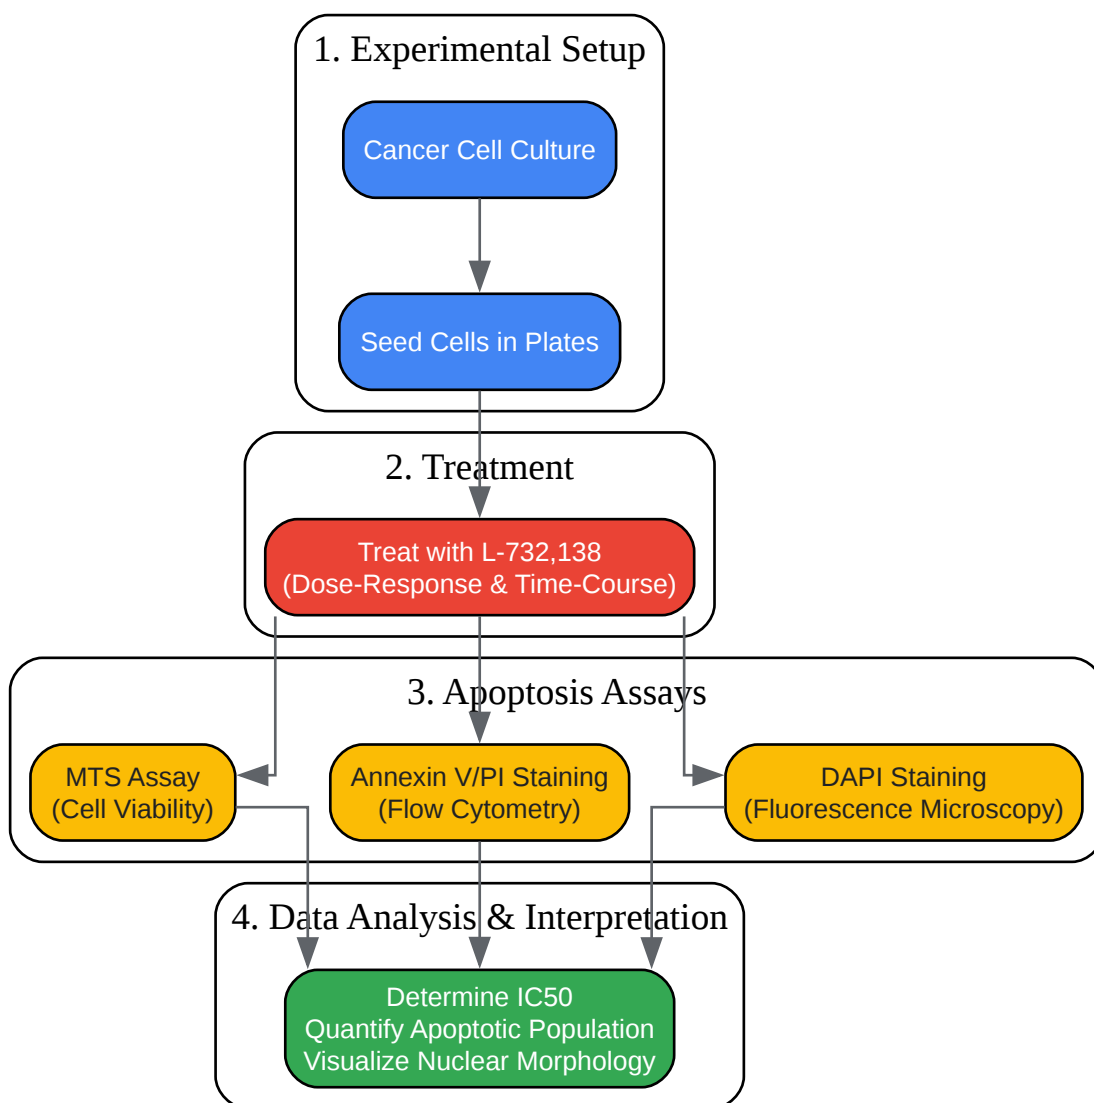 1. Experimental Setup
Cancer Cell Culture
Seed Cells in Plates
2. Treatment
Treat with L-732,138
(Dose-Response & Time-Course)
3. Apoptosis Assays
MTS Assay
(Cell Viability)
Annexin V/PI Staining
(Flow Cytometry)
DAPI Staining
(Fluorescence Microscopy)
4. Data Analysis & Interpretation
Determine IC50
Quantify Apoptotic Population
Visualize Nuclear Morphology